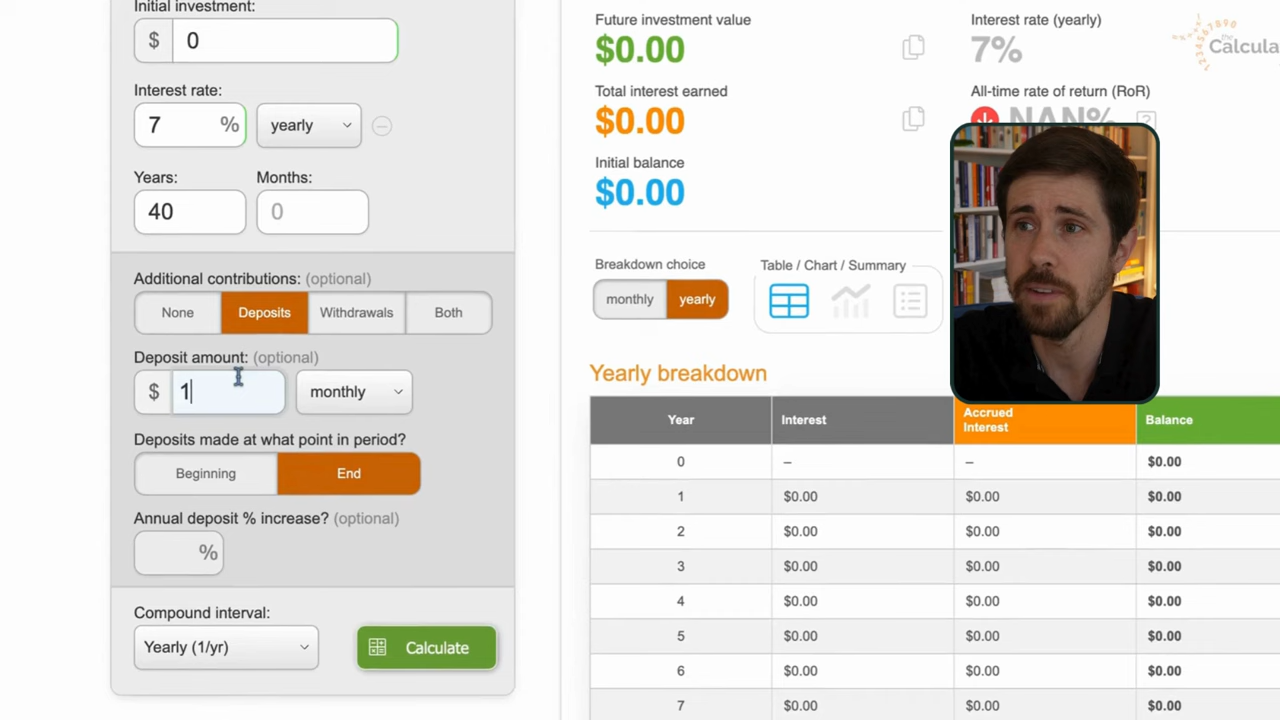 Initial investment:
$ 0
Interest rate:
7 % yearly
Years: Months:
40 0
Additional contributions: (optional)
None Deposits Withdrawals Both
Deposit amount: (optional)
$ 1 monthly
Deposits made at what point in period?
Beginning End
Annual deposit % increase? (optional)
%
Compound interval:
Yearly (1/yr) Calculate
Future investment value
$0.00
Total interest earned
$0.00
Initial balance
$0.00
Interest rate (yearly)
7%
All-time rate of return (RoR)
NAN% ?
the
Calcula
1234567890
Breakdown choice
monthly yearly
Table / Chart / Summary
Yearly breakdown
Year Interest Accrued Interest Balance
0 – – $0.00
1 $0.00 $0.00 $0.00
2 $0.00 $0.00 $0.00
3 $0.00 $0.00 $0.00
4 $0.00 $0.00 $0.00
5 $0.00 $0.00 $0.00
6 $0.00 $0.00 $0.00
7 $0.00 $0.00 $0.00